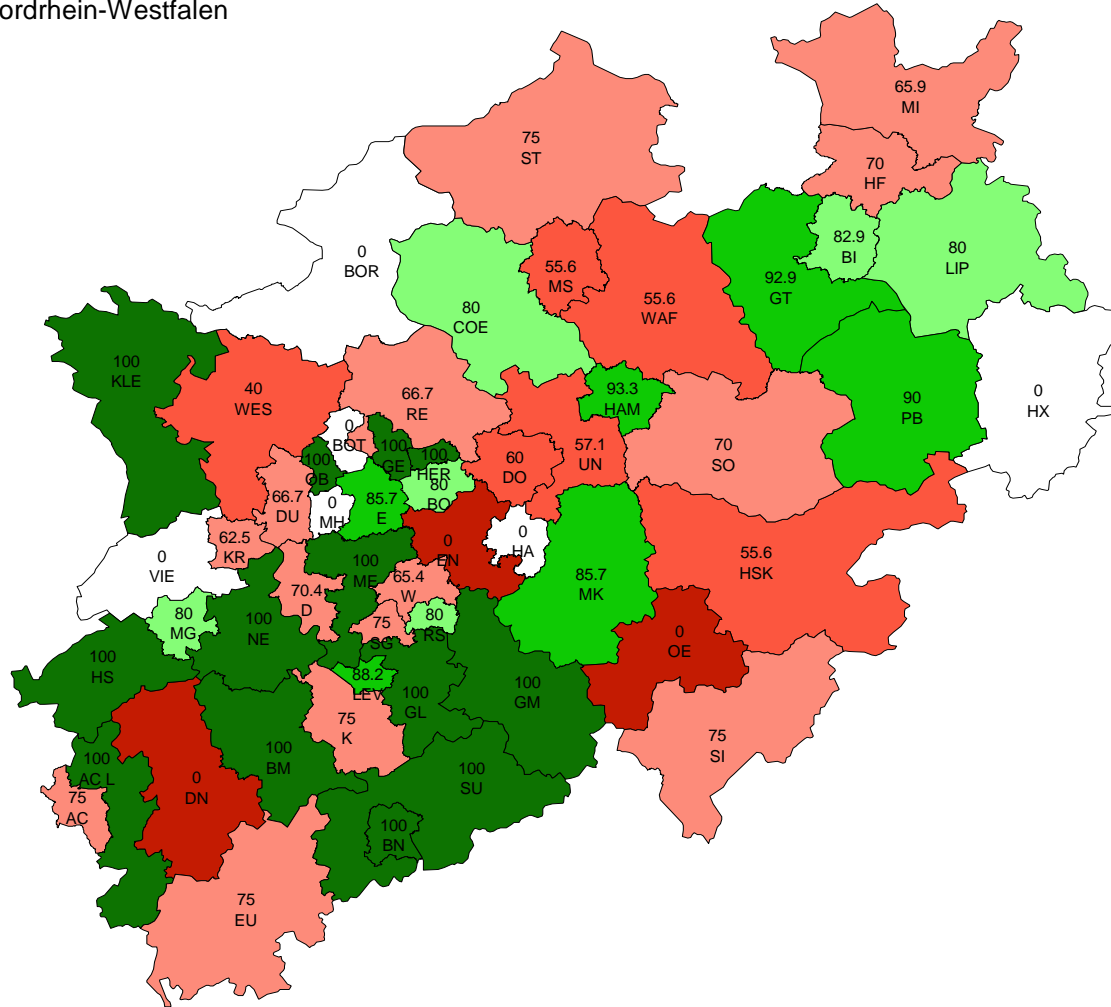 ordrhein-Westfalen
65.9
MI
75
ST
70
HF
82.9
BI
80
LIP
0
BOR
55.6
MS
92.9
GT
55.6
WAF
80
COE
100
KLE
40
WES
66.7
RE
93.3
HAM
90
PB
0
HX
0
BOT
100
GE
100
HER
100
OB
80
BO
60
DO
57.1
UN
70
SO
66.7
DU
0
MH
85.7
E
62.5
KR
0
EN
0
HA
0
VIE
100
ME
65.4
W
85.7
MK
55.6
HSK
70.4
D
80
MG
100
NE
75
SG
80
RS
0
OE
100
HS
88.2
LEV
100
GL
100
GM
75
K
75
SI
100
BM
100
AC L
0
DN
100
SU
75
AC
100
BN
75
EU